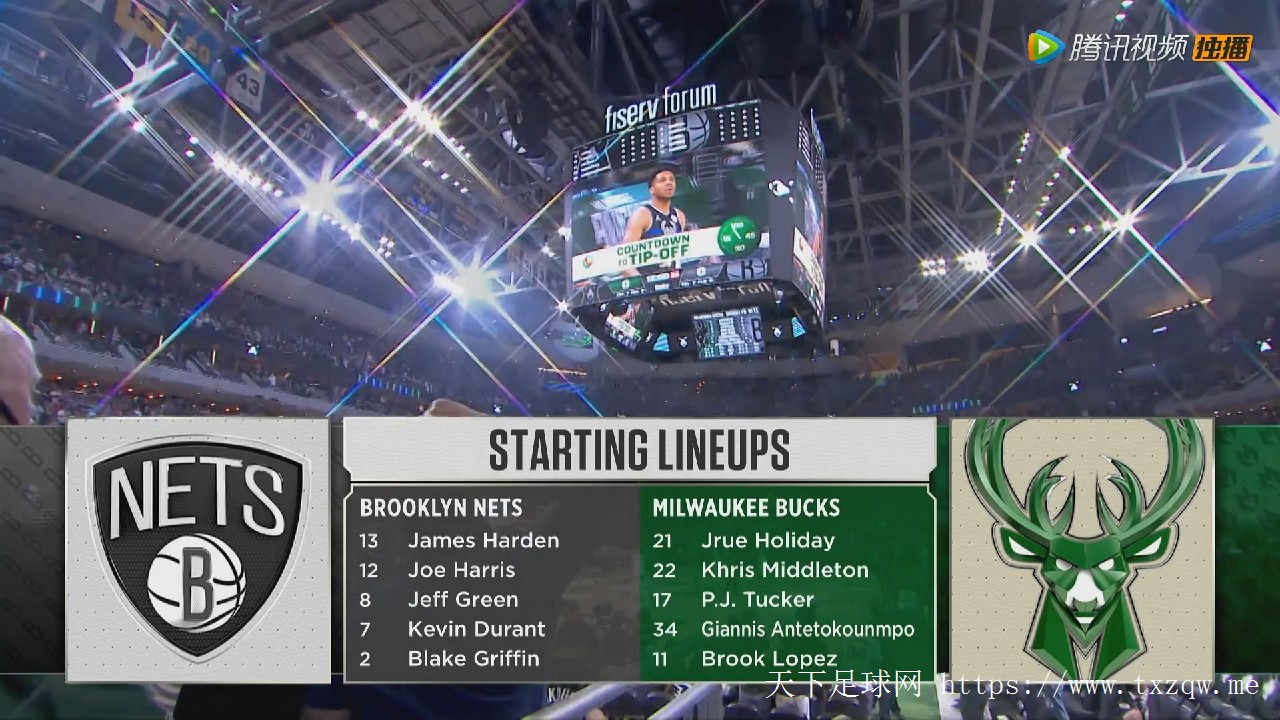 腾讯视频 独播
43
fiserv forum
COUNTDOWN
TO TIP-OFF
STARTING LINEUPS
NETS
B
BROOKLYN NETS
13 James Harden
12 Joe Harris
8 Jeff Green
7 Kevin Durant
2 Blake Griffin
MILWAUKEE BUCKS
21 Jrue Holiday
22 Khris Middleton
17 P.J. Tucker
34 Giannis Antetokounmpo
11 Brook Lopez
天下足球网 https://www.txzqw.me